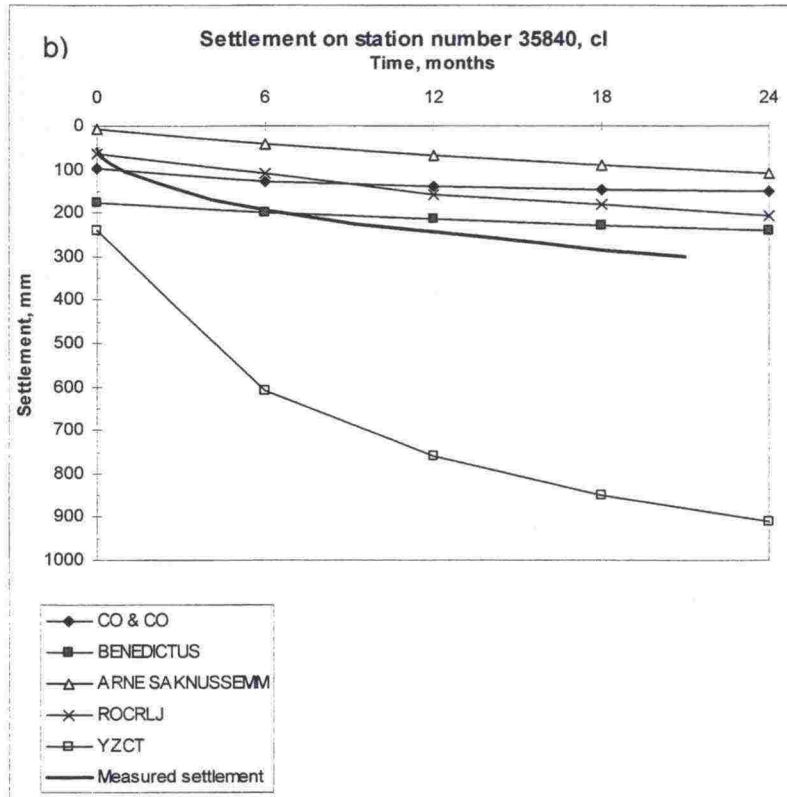 b)
Settlement on station number 35840, cl
Time, months
0 6 12 18 24
Settlement, mm
0
100
200
300
400
500
600
700
800
900
1000
CO & CO
BENEDICTUS
ARNE SAKNUSSEMM
ROCRLJ
YZCT
Measured settlement